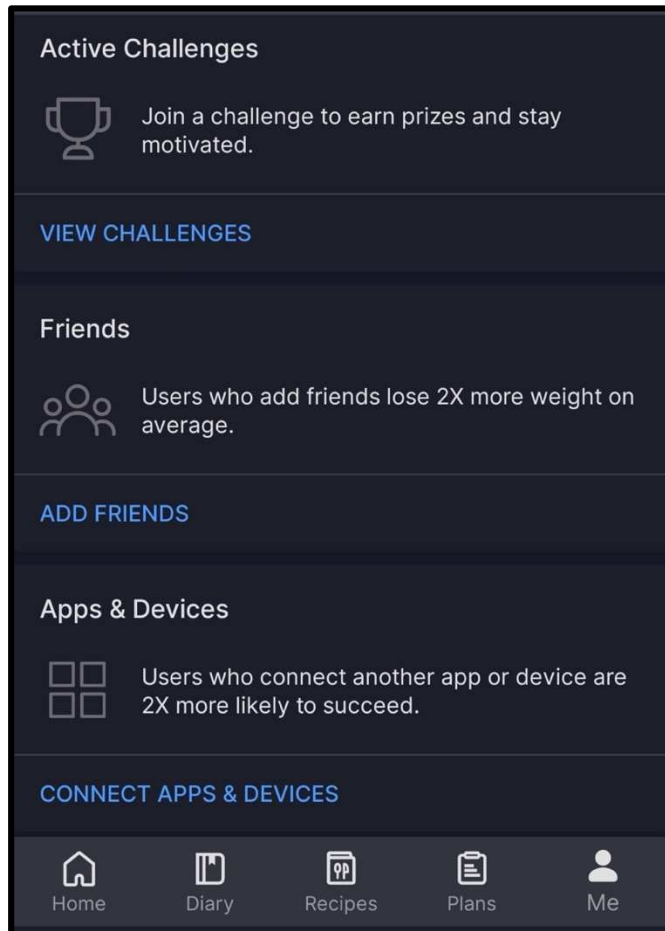 Active Challenges
Join a challenge to earn prizes and stay
motivated.
VIEW CHALLENGES
Friends
Users who add friends lose 2X more weight on
average.
ADD FRIENDS
Apps & Devices
Users who connect another app or device are
2X more likely to succeed.
CONNECT APPS & DEVICES
Home Diary Recipes Plans Me